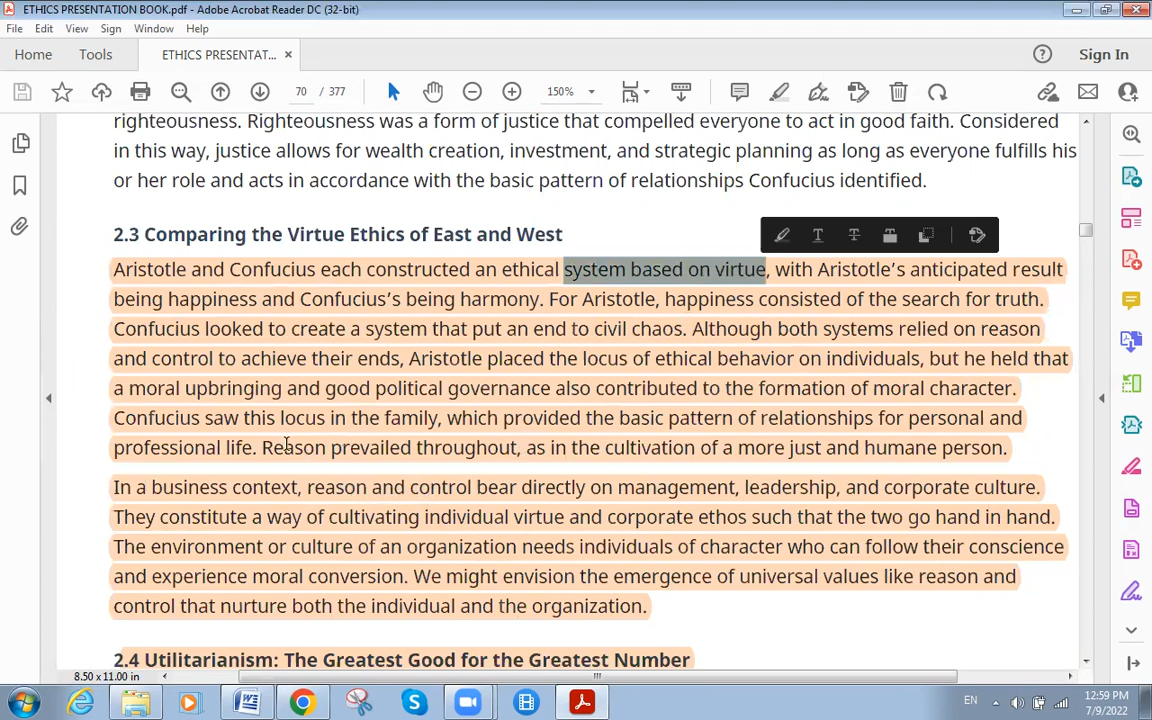 ETHICS PRESENTATION BOOK.pdf - Adobe Acrobat Reader DC (32-bit)
File Edit View Sign Window Help
Home Tools ETHICS PRESENTAT... × Sign In
70 / 377 150%
righteousness. Righteousness was a form of justice that compelled everyone to act in good faith. Considered
in this way, justice allows for wealth creation, investment, and strategic planning as long as everyone fulfills his
or her role and acts in accordance with the basic pattern of relationships Confucius identified.
2.3 Comparing the Virtue Ethics of East and West
Aristotle and Confucius each constructed an ethical system based on virtue, with Aristotle’s anticipated result
being happiness and Confucius’s being harmony. For Aristotle, happiness consisted of the search for truth.
Confucius looked to create a system that put an end to civil chaos. Although both systems relied on reason
and control to achieve their ends, Aristotle placed the locus of ethical behavior on individuals, but he held that
a moral upbringing and good political governance also contributed to the formation of moral character.
Confucius saw this locus in the family, which provided the basic pattern of relationships for personal and
professional life. Reason prevailed throughout, as in the cultivation of a more just and humane person.
In a business context, reason and control bear directly on management, leadership, and corporate culture.
They constitute a way of cultivating individual virtue and corporate ethos such that the two go hand in hand.
The environment or culture of an organization needs individuals of character who can follow their conscience
and experience moral conversion. We might envision the emergence of universal values like reason and
control that nurture both the individual and the organization.
2.4 Utilitarianism: The Greatest Good for the Greatest Number
8.50 x 11.00 in
EN 12:59 PM
7/9/2022